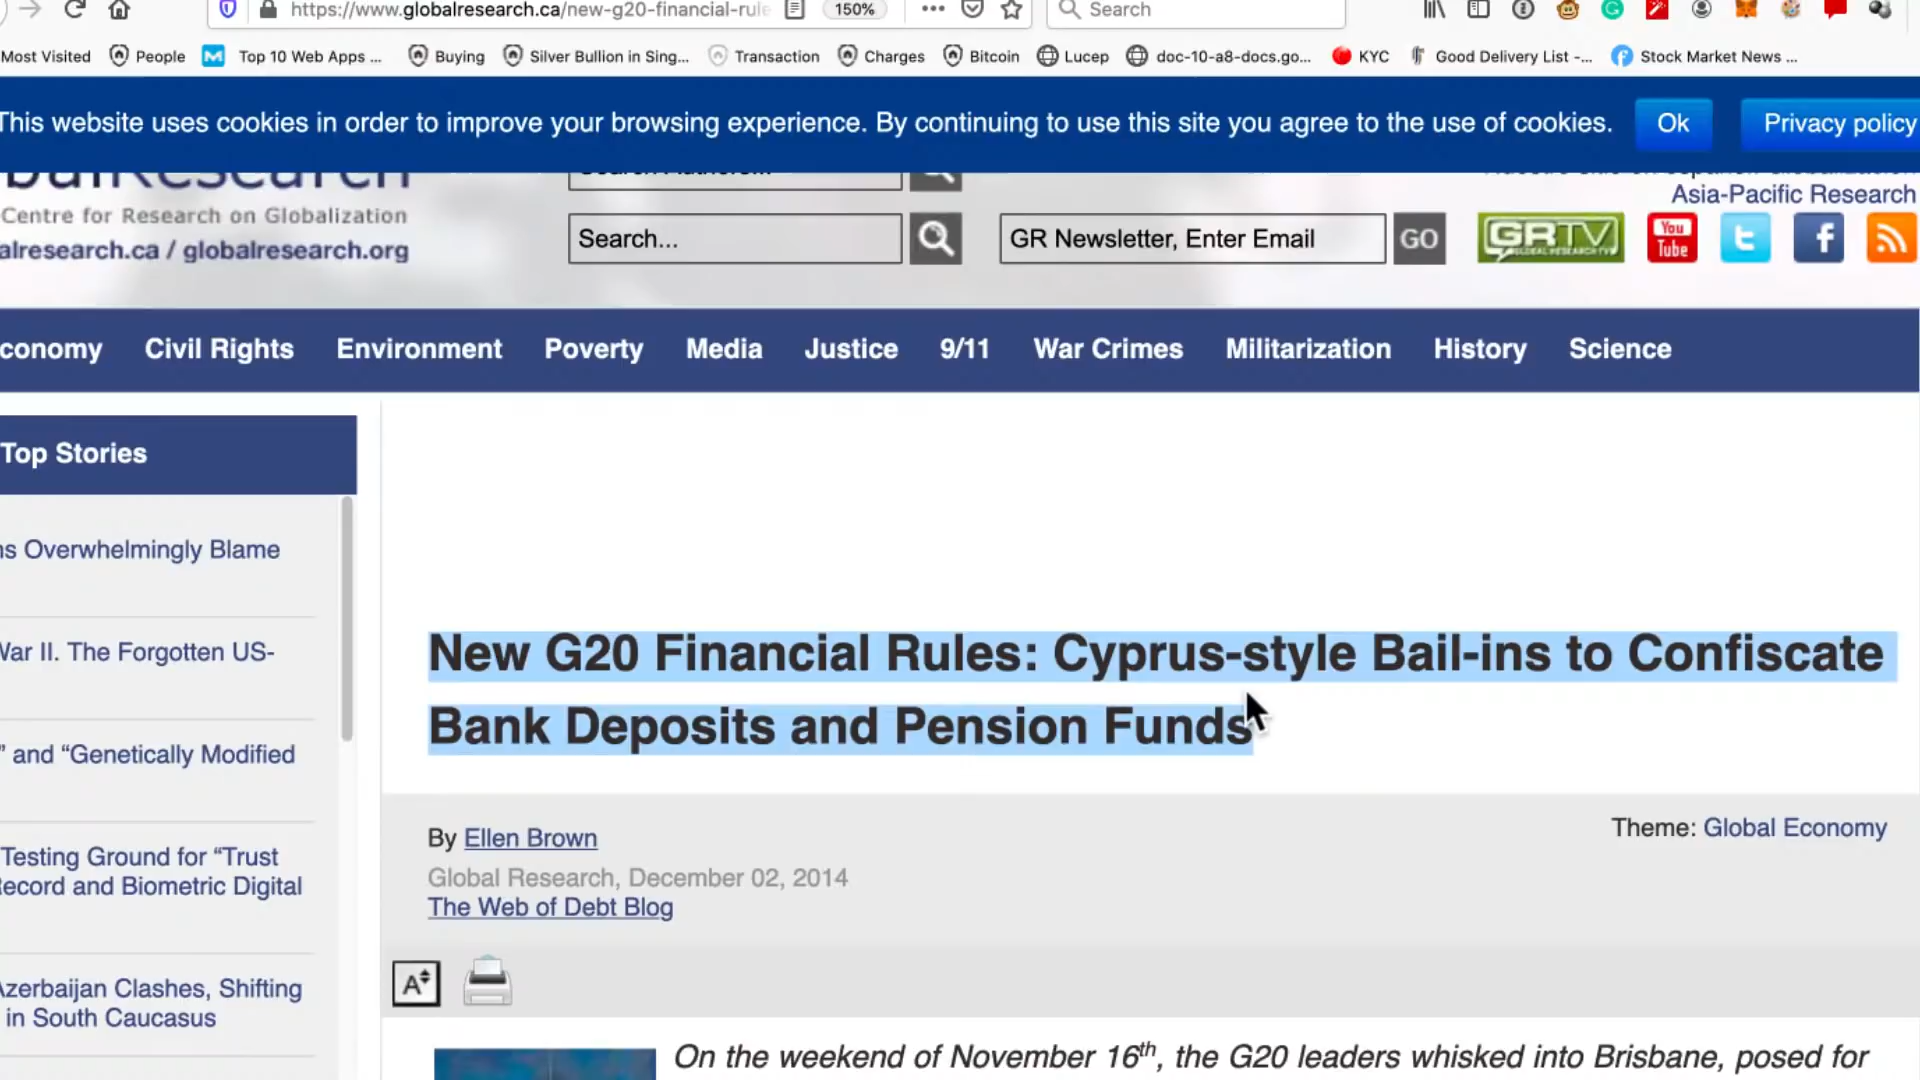 https://www.globalresearch.ca/new-g20-financial-rule
150%
Search
Most Visited People Top 10 Web Apps ... Buying Silver Bullion in Sing... Transaction Charges Bitcoin Lucep doc-10-a8-docs.go... KYC Good Delivery List -... Stock Market News ...
This website uses cookies in order to improve your browsing experience. By continuing to use this site you agree to the use of cookies. Ok Privacy policy
Asia-Pacific Research
Centre for Research on Globalization
alresearch.ca / globalresearch.org
Search...
GR Newsletter, Enter Email GO GRTV You Tube
conomy Civil Rights Environment Poverty Media Justice 9/11 War Crimes Militarization History Science
Top Stories
ns Overwhelmingly Blame
War II. The Forgotten US-
" and “Genetically Modified
Testing Ground for “Trust
Record and Biometric Digital
Azerbaijan Clashes, Shifting
in South Caucasus
New G20 Financial Rules: Cyprus-style Bail-ins to Confiscate
Bank Deposits and Pension Funds
By Ellen Brown
Theme: Global Economy
Global Research, December 02, 2014
The Web of Debt Blog
A
On the weekend of November 16th, the G20 leaders whisked into Brisbane, posed for